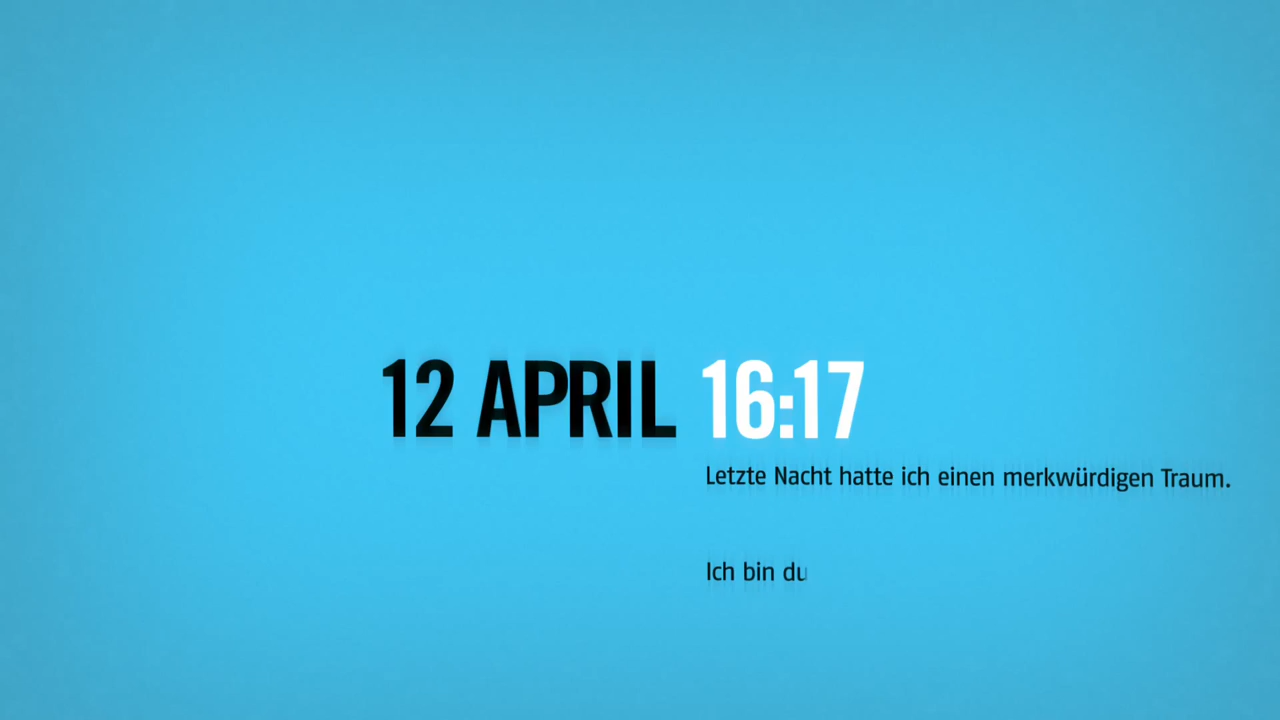 12 APRIL 16:17
Letzte Nacht hatte ich einen merkwürdigen Traum.
Ich bin du